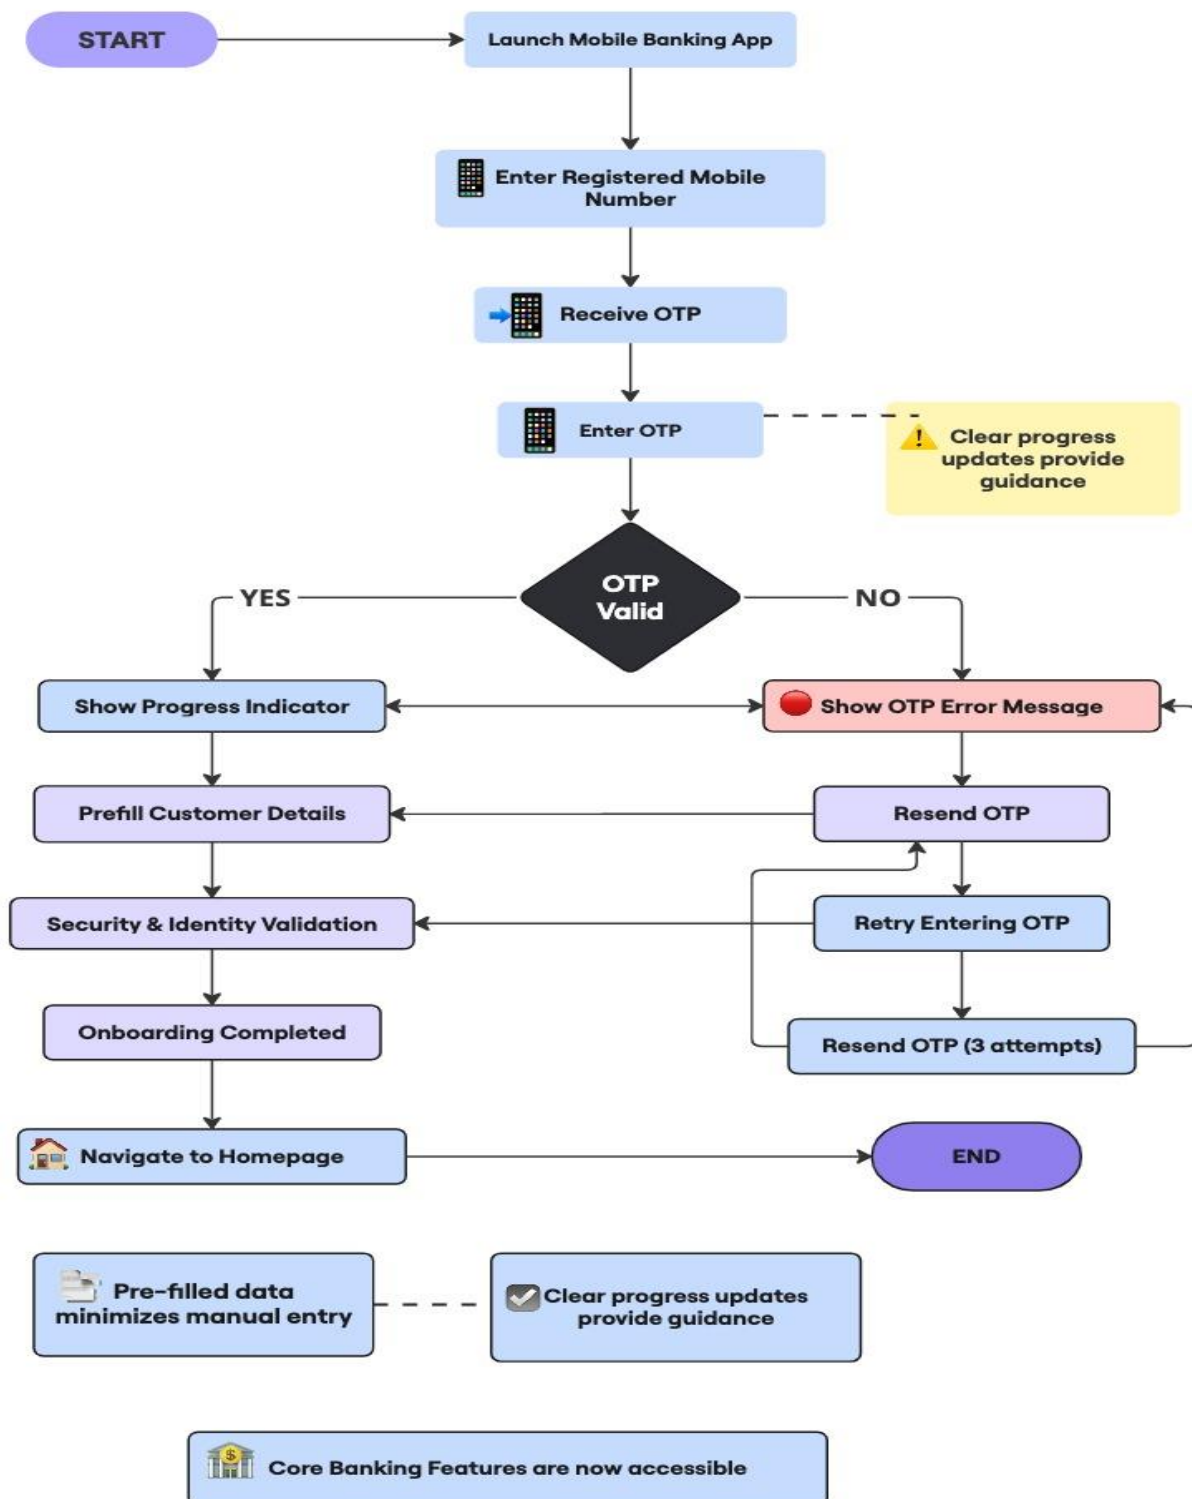 START
Launch Mobile Banking App
Enter Registered Mobile
Number
Receive OTP
Enter OTP
Clear progress
updates provide
guidance
OTP
Valid
YES
NO
Show Progress Indicator
Show OTP Error Message
Prefill Customer Details
Resend OTP
Security & Identity Validation
Retry Entering OTP
Onboarding Completed
Resend OTP (3 attempts)
Navigate to Homepage
END
Pre-filled data
minimizes manual entry
Clear progress updates
provide guidance
Core Banking Features are now accessible